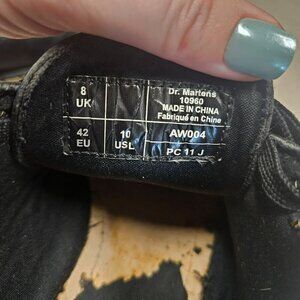 8
UK
42
EU
10
USL
Dr. Martens
10960
MADE IN CHINA
Fabriqué en Chine
AW004
PC 11 J